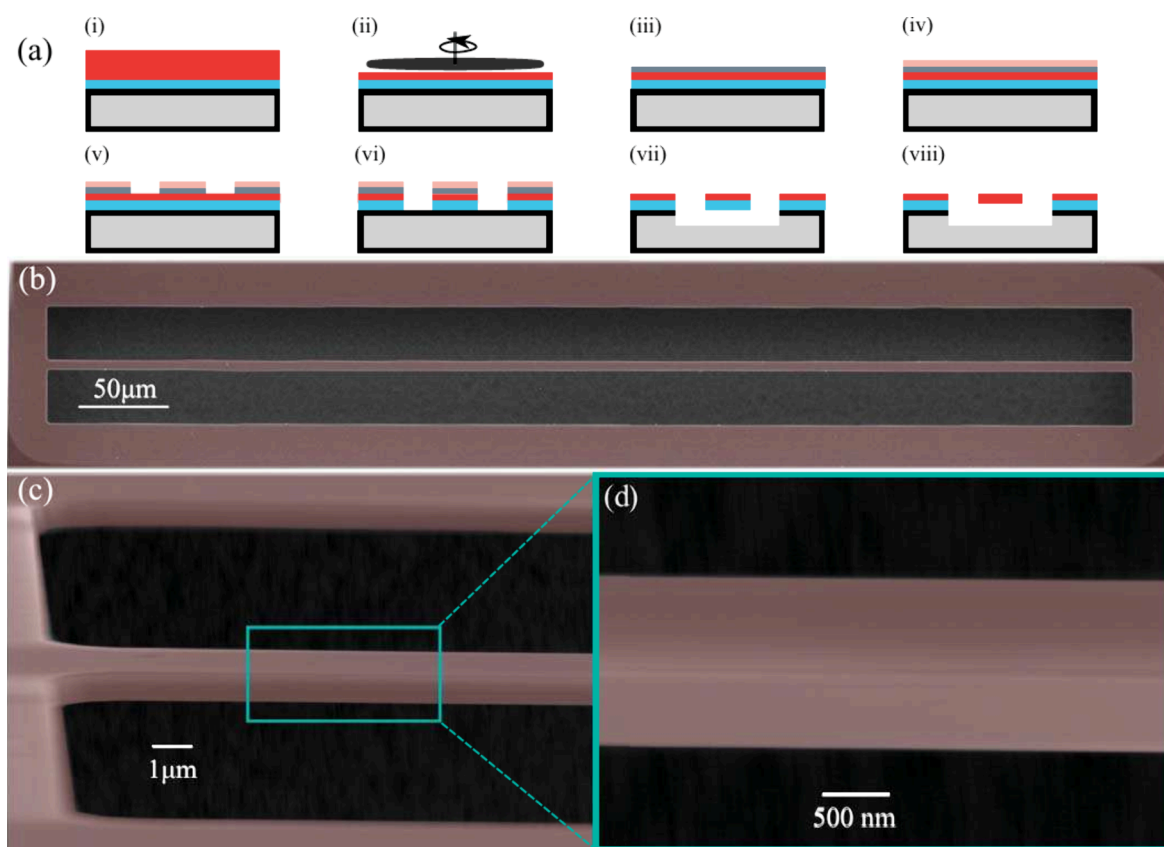 (a)
(i)
(ii)
(iii)
(iv)
(v)
(vi)
(vii)
(viii)
(b)
50μm
(c)
1μm
(d)
500 nm